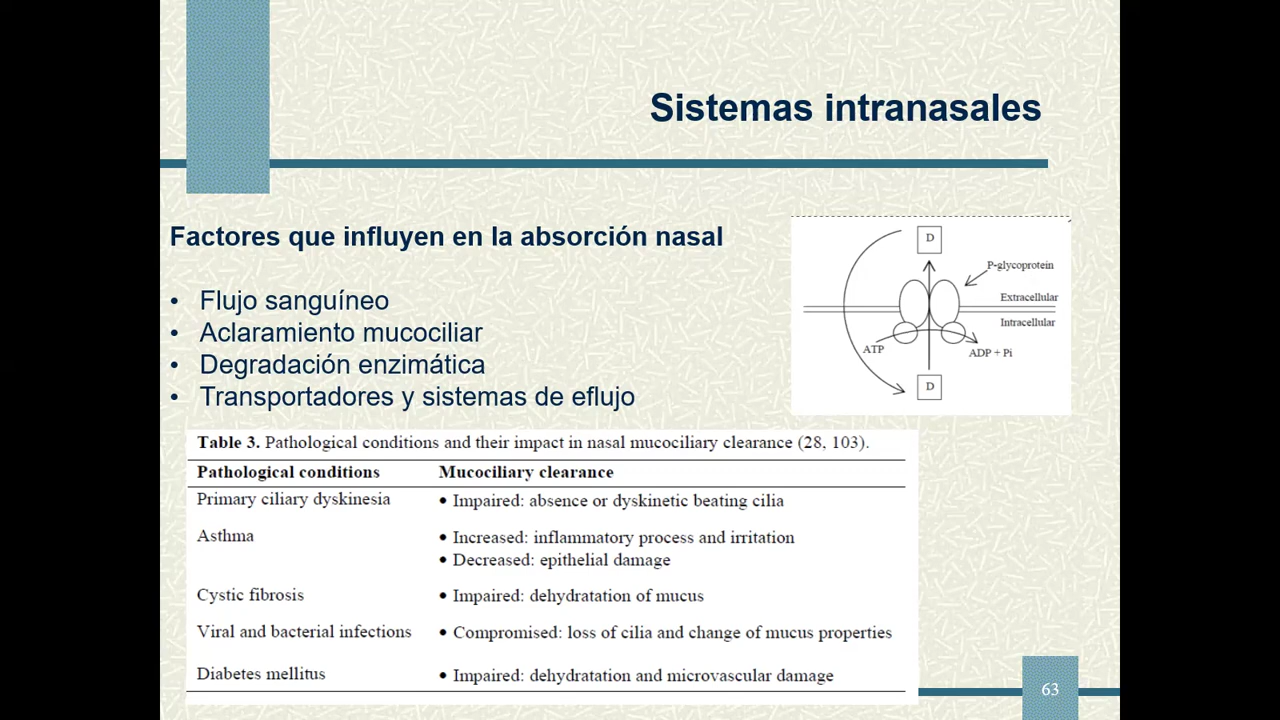 Sistemas intranasales
Factores que influyen en la absorción nasal
• Flujo sanguíneo
• Aclaramiento mucociliar
• Degradación enzimática
• Transportadores y sistemas de eflujo
D
P-glycoprotein
Extracellular
Intracellular
ATP
ADP + Pi
D
Table 3. Pathological conditions and their impact in nasal mucociliary clearance (28, 103).
Pathological conditions Mucociliary clearance
Primary ciliary dyskinesia • Impaired: absence or dyskinetic beating cilia
Asthma • Increased: inflammatory process and irritation
• Decreased: epithelial damage
Cystic fibrosis • Impaired: dehydratation of mucus
Viral and bacterial infections • Compromised: loss of cilia and change of mucus properties
Diabetes mellitus • Impaired: dehydratation and microvascular damage
63